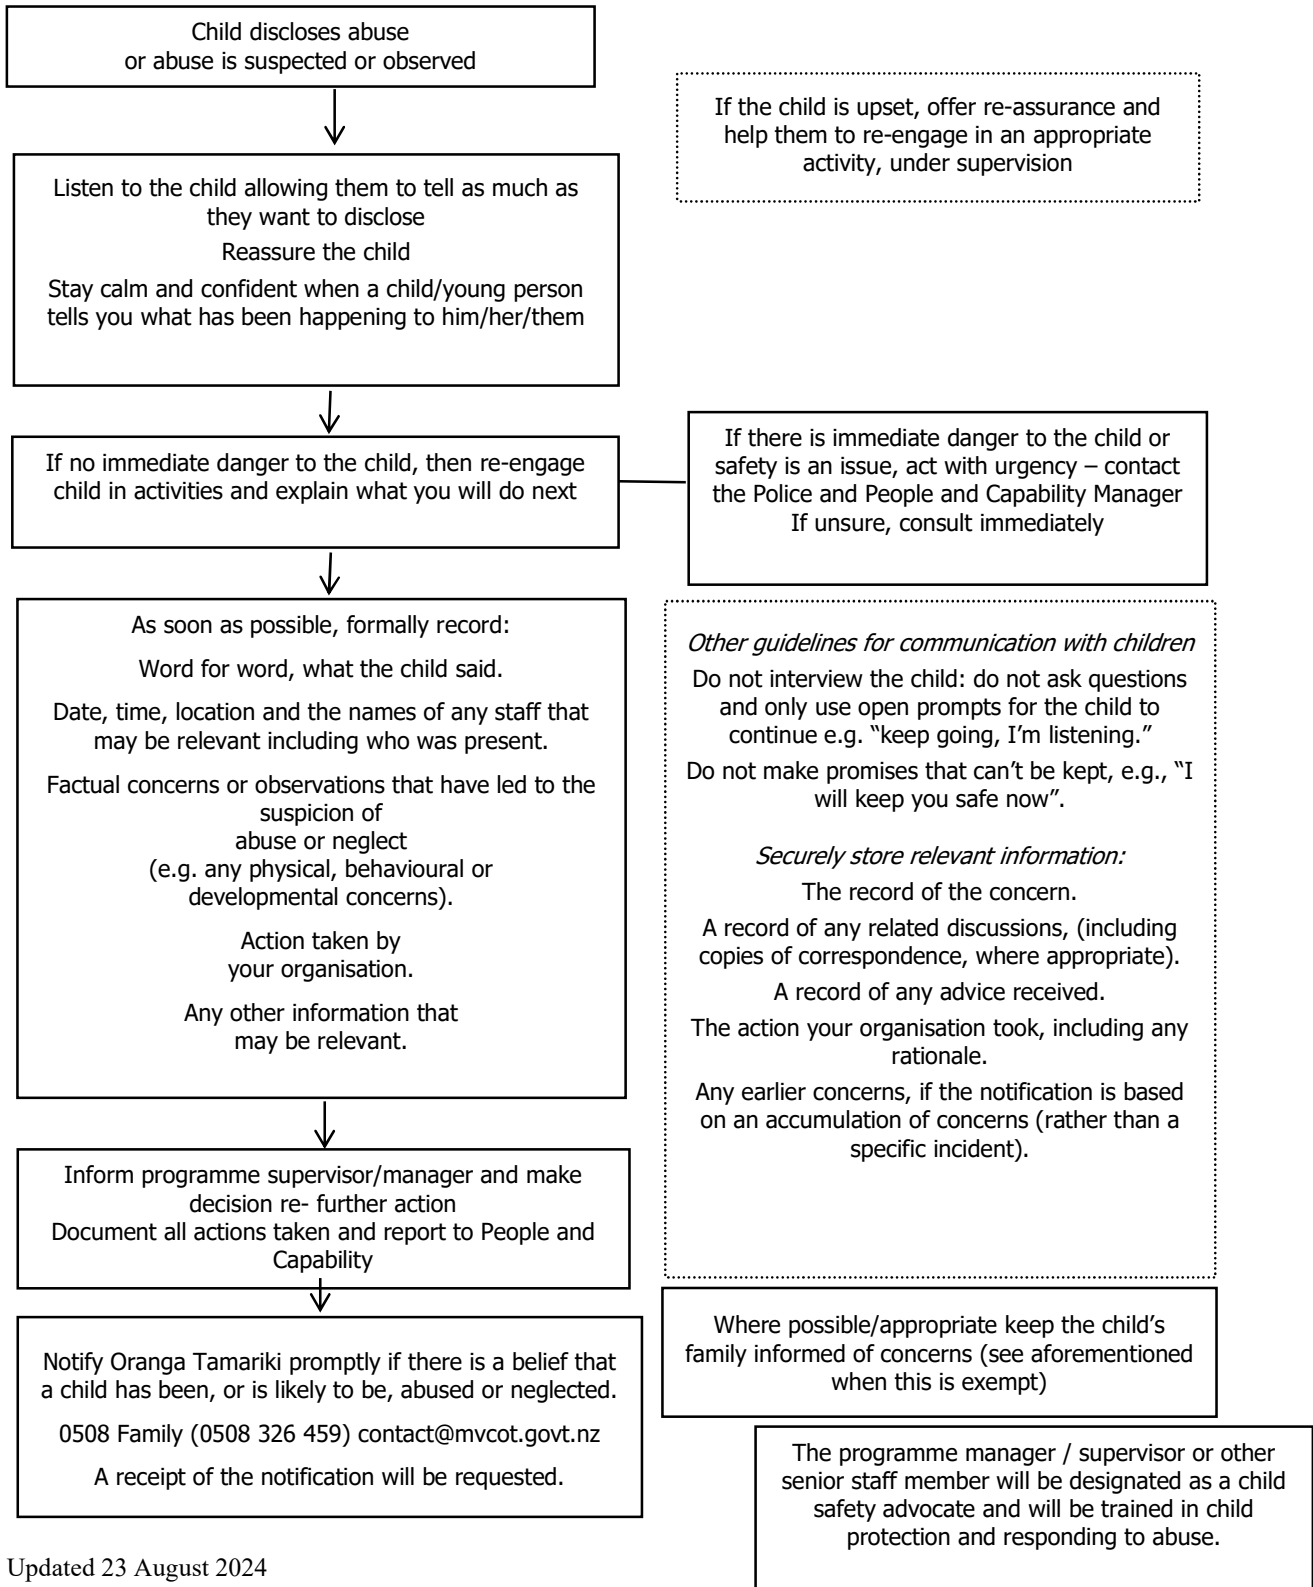 Child discloses abuse
or abuse is suspected or observed
If the child is upset, offer re-assurance and
help them to re-engage in an appropriate
activity, under supervision
Listen to the child allowing them to tell as much as
they want to disclose
Reassure the child
Stay calm and confident when a child/young person
tells you what has been happening to him/her/them
If no immediate danger to the child, then re-engage
child in activities and explain what you will do next
If there is immediate danger to the child or
safety is an issue, act with urgency – contact
the Police and People and Capability Manager
If unsure, consult immediately
As soon as possible, formally record:
Word for word, what the child said.
Date, time, location and the names of any staff that
may be relevant including who was present.
Factual concerns or observations that have led to the
suspicion of
abuse or neglect
(e.g. any physical, behavioural or
developmental concerns).
Action taken by
your organisation.
Any other information that
may be relevant.
Other guidelines for communication with children
Do not interview the child: do not ask questions
and only use open prompts for the child to
continue e.g. “keep going, I’m listening.”
Do not make promises that can’t be kept, e.g., “I
will keep you safe now”.
Securely store relevant information:
The record of the concern.
A record of any related discussions, (including
copies of correspondence, where appropriate).
A record of any advice received.
The action your organisation took, including any
rationale.
Any earlier concerns, if the notification is based
on an accumulation of concerns (rather than a
specific incident).
Inform programme supervisor/manager and make
decision re- further action
Document all actions taken and report to People and
Capability
Notify Oranga Tamariki promptly if there is a belief that
a child has been, or is likely to be, abused or neglected.
0508 Family (0508 326 459) contact@mvcot.govt.nz
A receipt of the notification will be requested.
Where possible/appropriate keep the child’s
family informed of concerns (see aforementioned
when this is exempt)
The programme manager / supervisor or other
senior staff member will be designated as a child
safety advocate and will be trained in child
protection and responding to abuse.
Updated 23 August 2024